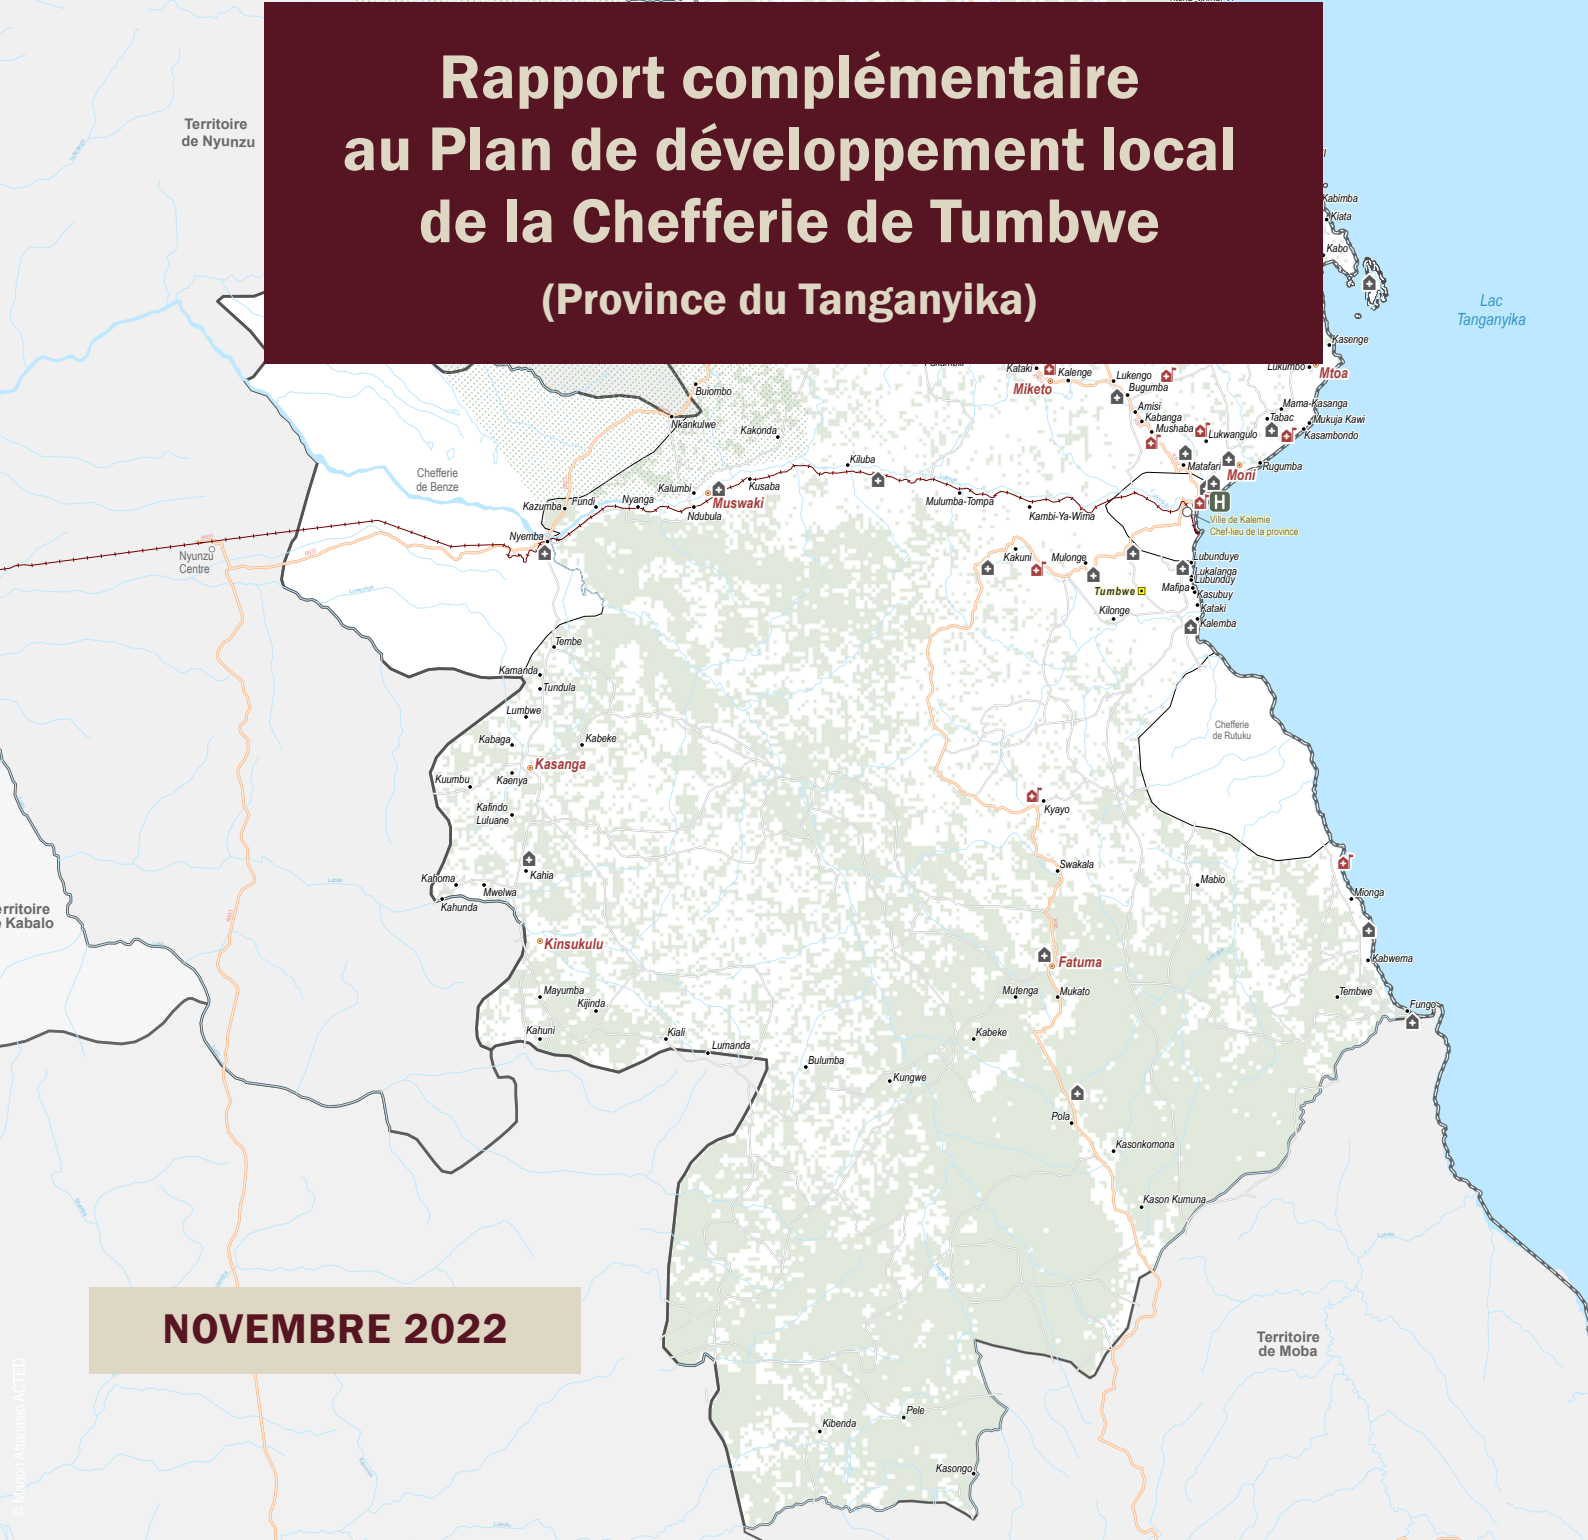 Rapport complémentaire
au Plan de développement local
de la Chefferie de Tumbwe
(Province du Tanganyika)
Territoire
de Nyunzu
Kabimba
Kiata
Kabo
Lac
Tanganyika
Kasenge
Lukumbo
Mtoa
Kataki
Kalenge
Miketo
Lukengo
Bugumba
Amisi
Kabanga
Mushaba
Lukwangulo
Mama-Kasanga
Tabac
Mukuja Kawi
Kasambondo
Buiombo
Nkankulwe
Kakonda
Chefferie
de Benze
Kiluba
Matafari
Moni
Rugumba
Kalumbi
Kusaba
Muswaki
Kazumba
Fundi
Nyanga
Ndubula
Mulumba-Tompa
Kambi-Ya-Wima
Ville de Kalemie
Chef-lieu de la province
Nyemba
Nyunzu
Centre
Kakuni
Mulonge
Lubunduye
Lukalanga
Lubunduy
Mafipa
Kasubuy
Tumbwe
Kataki
Kilonge
Kalemba
Tembe
Kamanda
Tundula
Lumbwe
Chefferie
de Rutuku
Kabaga
Kabeke
Kasanga
Kuumbu
Kaenya
Kafindo
Luluane
Kyayo
Swakala
Kahoma
Kahia
Mwelwa
Mabio
Kahunda
Mionga
Kinsukulu
Fatuma
Kabwema
Mayumba
Kijinda
Mutenga
Mukato
Tembwe
Fungo
Kahuni
Kiali
Lumanda
Kabeke
Bulumba
Kungwe
Pola
Kasonkomona
Kason Kumuna
NOVEMBRE 2022
Territoire
de Moba
Kibenda
Pele
Kasongo
© Marion Attanasio ACTED